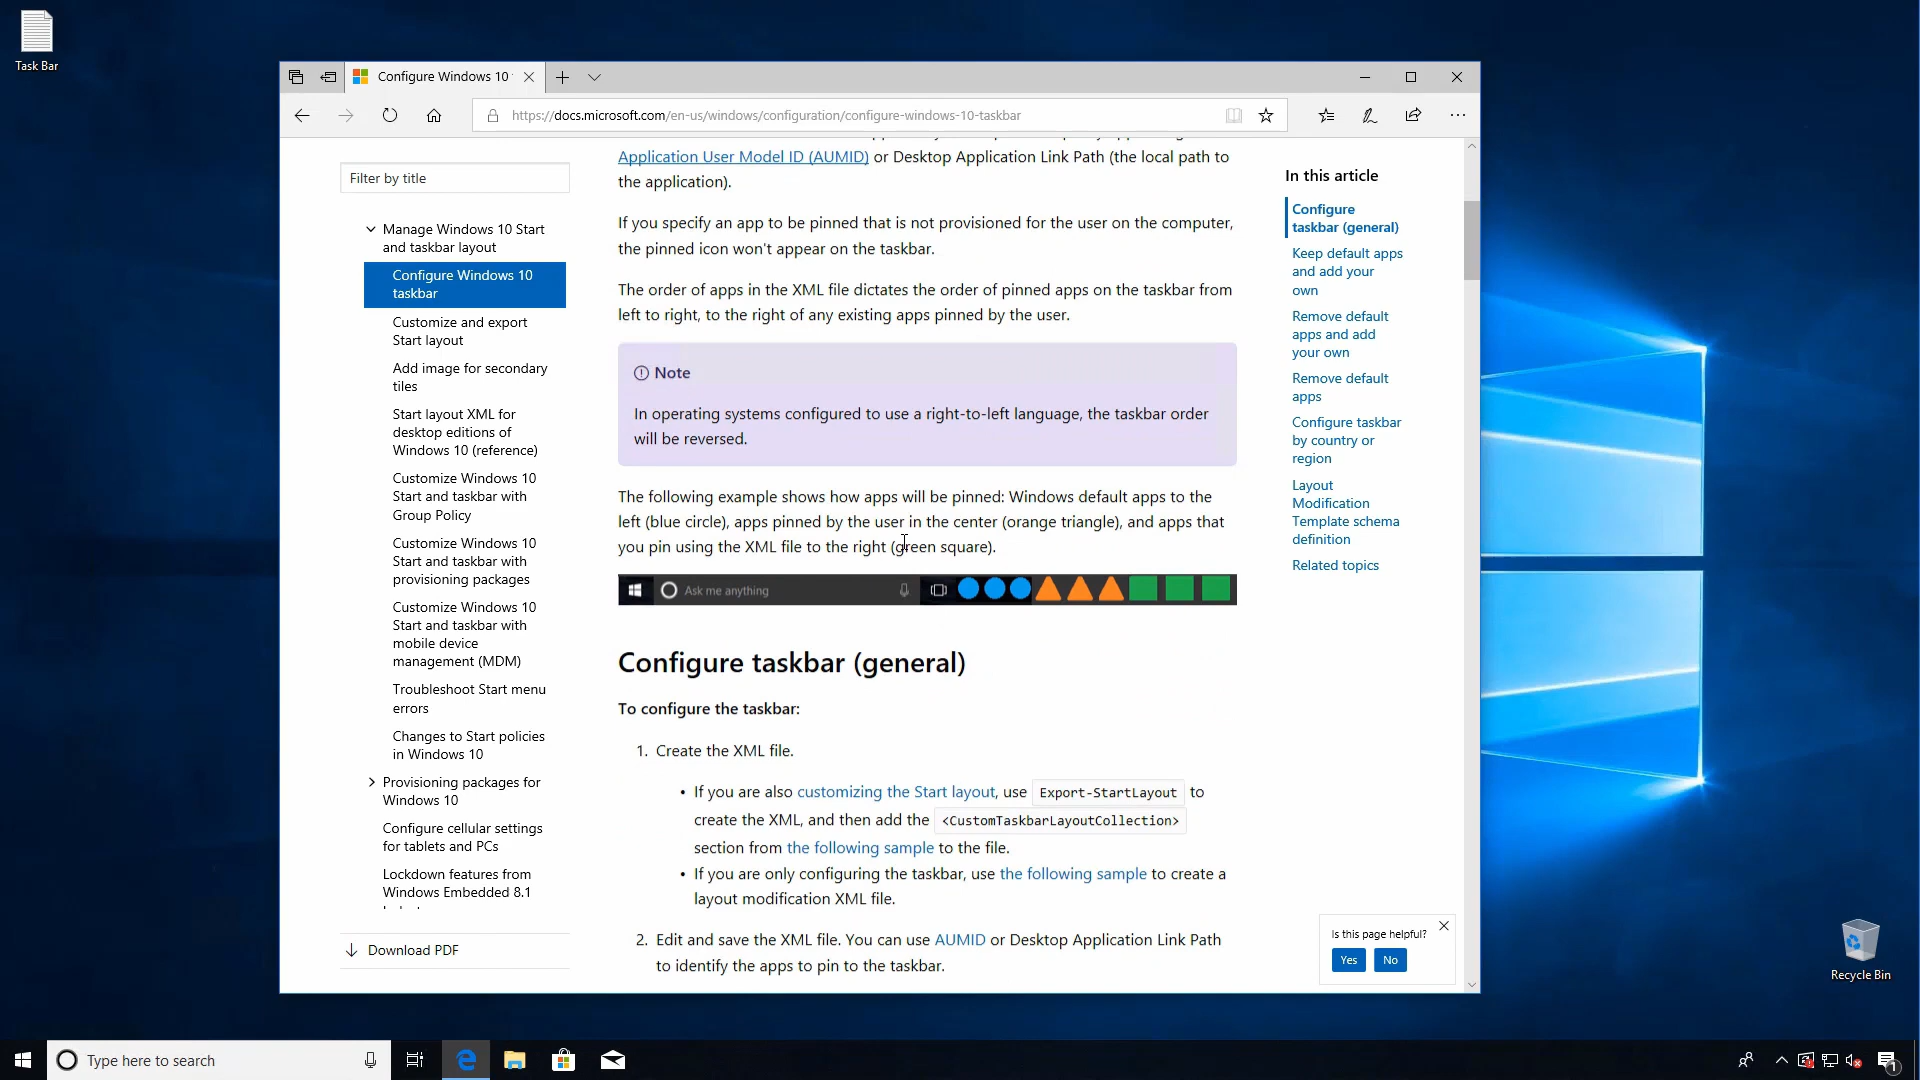 Task Bar
Configure Windows 10
https://docs.microsoft.com/en-us/windows/configuration/configure-windows-10-taskbar
Filter by title
Manage Windows 10 Start
and taskbar layout
Configure Windows 10
taskbar
Customize and export
Start layout
Add image for secondary
tiles
Start layout XML for
desktop editions of
Windows 10 (reference)
Customize Windows 10
Start and taskbar with
Group Policy
Customize Windows 10
Start and taskbar with
provisioning packages
Customize Windows 10
Start and taskbar with
mobile device
management (MDM)
Troubleshoot Start menu
errors
Changes to Start policies
in Windows 10
Provisioning packages for
Windows 10
Configure cellular settings
for tablets and PCs
Lockdown features from
Windows Embedded 8.1
Download PDF
Application User Model ID (AUMID) or Desktop Application Link Path (the local path to
the application).
If you specify an app to be pinned that is not provisioned for the user on the computer,
the pinned icon won't appear on the taskbar.
The order of apps in the XML file dictates the order of pinned apps on the taskbar from
left to right, to the right of any existing apps pinned by the user.
Note
In operating systems configured to use a right-to-left language, the taskbar order
will be reversed.
The following example shows how apps will be pinned: Windows default apps to the
left (blue circle), apps pinned by the user in the center (orange triangle), and apps that
you pin using the XML file to the right (green square).
Ask me anything
Configure taskbar (general)
To configure the taskbar:
1. Create the XML file.
• If you are also customizing the Start layout, use Export-StartLayout to
create the XML, and then add the <CustomTaskbarLayoutCollection>
section from the following sample to the file.
• If you are only configuring the taskbar, use the following sample to create a
layout modification XML file.
2. Edit and save the XML file. You can use AUMID or Desktop Application Link Path
to identify the apps to pin to the taskbar.
In this article
Configure
taskbar (general)
Keep default apps
and add your
own
Remove default
apps and add
your own
Remove default
apps
Configure taskbar
by country or
region
Layout
Modification
Template schema
definition
Related topics
Is this page helpful?
Yes No
Recycle Bin
Type here to search
1